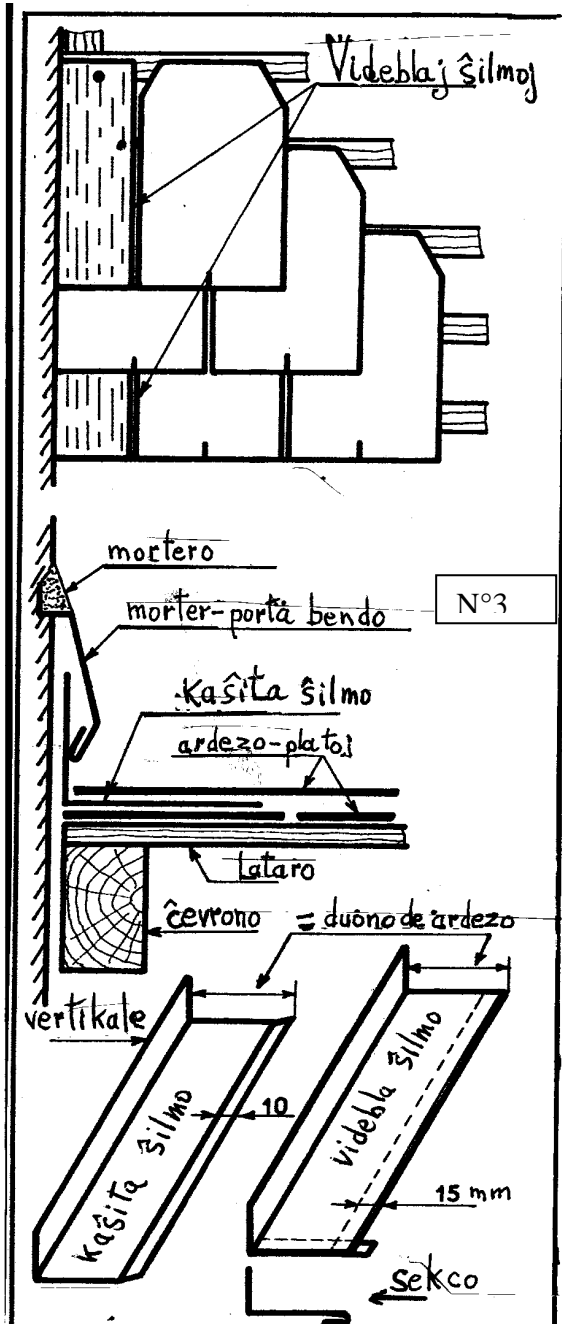 Videblaj ŝilmoj
mortero
N°3
morter-porta bendo
kaŝita ŝilmo
ardezo-platoj
Lataro
ĉevrono = duono de ardezo
vertikale
kaŝita ŝilmo
10
videbla ŝilmo
15 mm
sekco